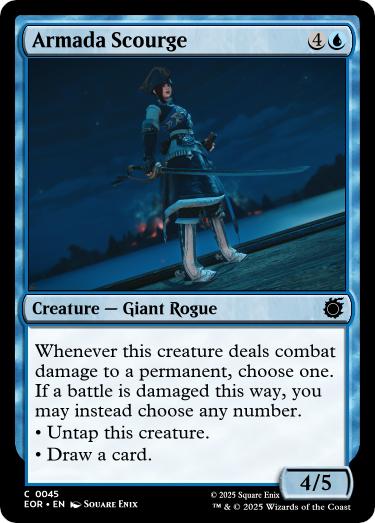 Armada Scourge 4
Creature — Giant Rogue
Whenever this creature deals combat
damage to a permanent, choose one.
If a battle is damaged this way, you
may instead choose any number.
• Untap this creature.
• Draw a card.
4/5
C 0045
EOR • EN Square Enix
© 2025 Square Enix
™ & © 2025 Wizards of the Coast